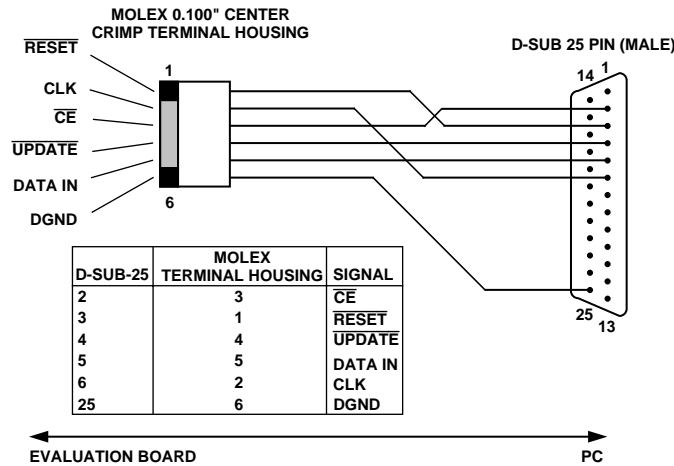 MOLEX 0.100" CENTER
CRIMP TERMINAL HOUSING
D-SUB 25 PIN (MALE)
RESET
CLK
CE
UPDATE
DATA IN
DGND
1
6
14 1
25 13
D-SUB-25 MOLEX TERMINAL HOUSING SIGNAL
2 3 CE
3 1 RESET
4 4 UPDATE
5 5 DATA IN
6 2 CLK
25 6 DGND
EVALUATION BOARD PC